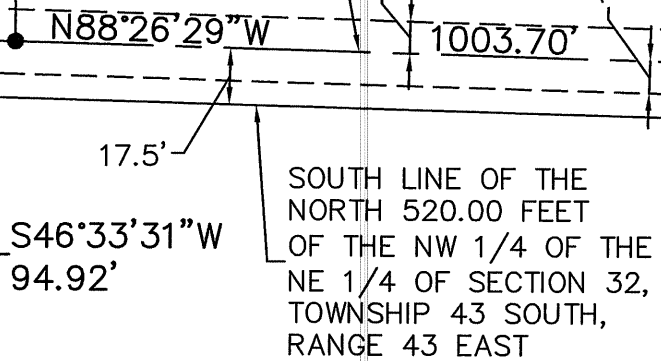 N88°26'29"W 1003.70'
17.5'
SOUTH LINE OF THE
NORTH 520.00 FEET
OF THE NW 1/4 OF THE
NE 1/4 OF SECTION 32,
TOWNSHIP 43 SOUTH,
RANGE 43 EAST
S46°33'31"W
94.92'